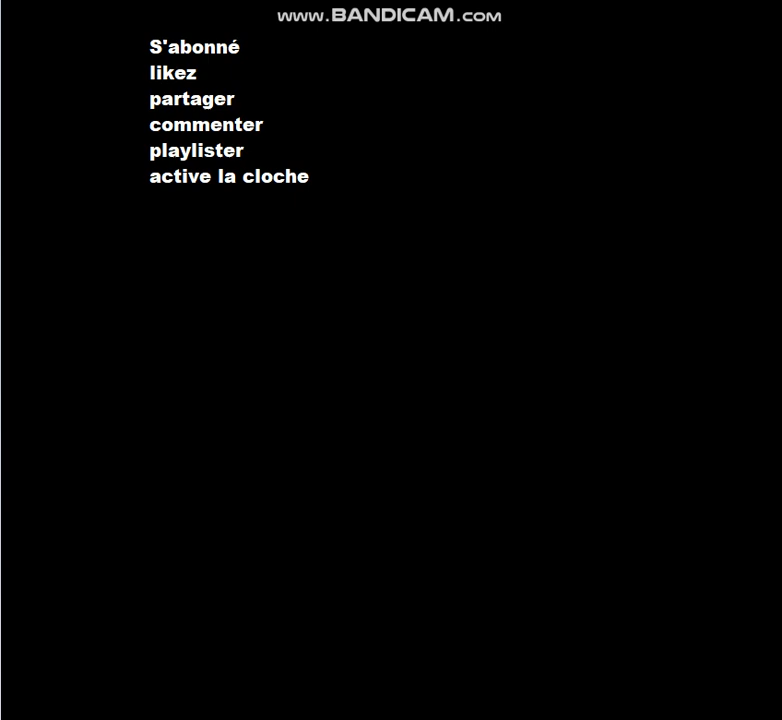 www.BANDICAM.com
S'abonné
likez
partager
commenter
playlister
active la cloche